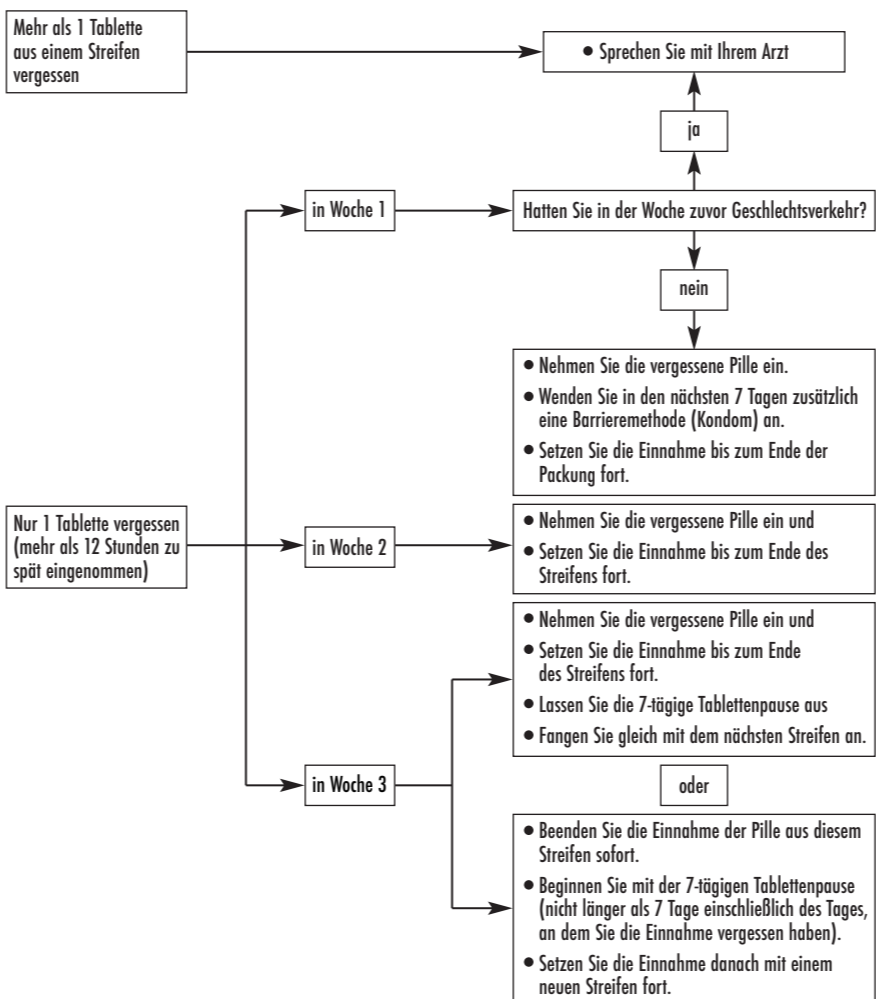 Mehr als 1 Tablette
aus einem Streifen
vergessen
• Sprechen Sie mit Ihrem Arzt
ja
in Woche 1
Hatten Sie in der Woche zuvor Geschlechtsverkehr?
nein
• Nehmen Sie die vergessene Pille ein.
• Wenden Sie in den nächsten 7 Tagen zusätzlich
eine Barrieremethode (Kondom) an.
• Setzen Sie die Einnahme bis zum Ende der
Packung fort.
Nur 1 Tablette vergessen
(mehr als 12 Stunden zu
spät eingenommen)
in Woche 2
• Nehmen Sie die vergessene Pille ein und
• Setzen Sie die Einnahme bis zum Ende des
Streifens fort.
in Woche 3
• Nehmen Sie die vergessene Pille ein und
• Setzen Sie die Einnahme bis zum Ende
des Streifens fort.
• Lassen Sie die 7-tägige Tablettenpause aus
• Fangen Sie gleich mit dem nächsten Streifen an.
oder
• Beenden Sie die Einnahme der Pille aus diesem
Streifen sofort.
• Beginnen Sie mit der 7-tägigen Tablettenpause
(nicht länger als 7 Tage einschließlich des Tages,
an dem Sie die Einnahme vergessen haben).
• Setzen Sie die Einnahme danach mit einem
neuen Streifen fort.